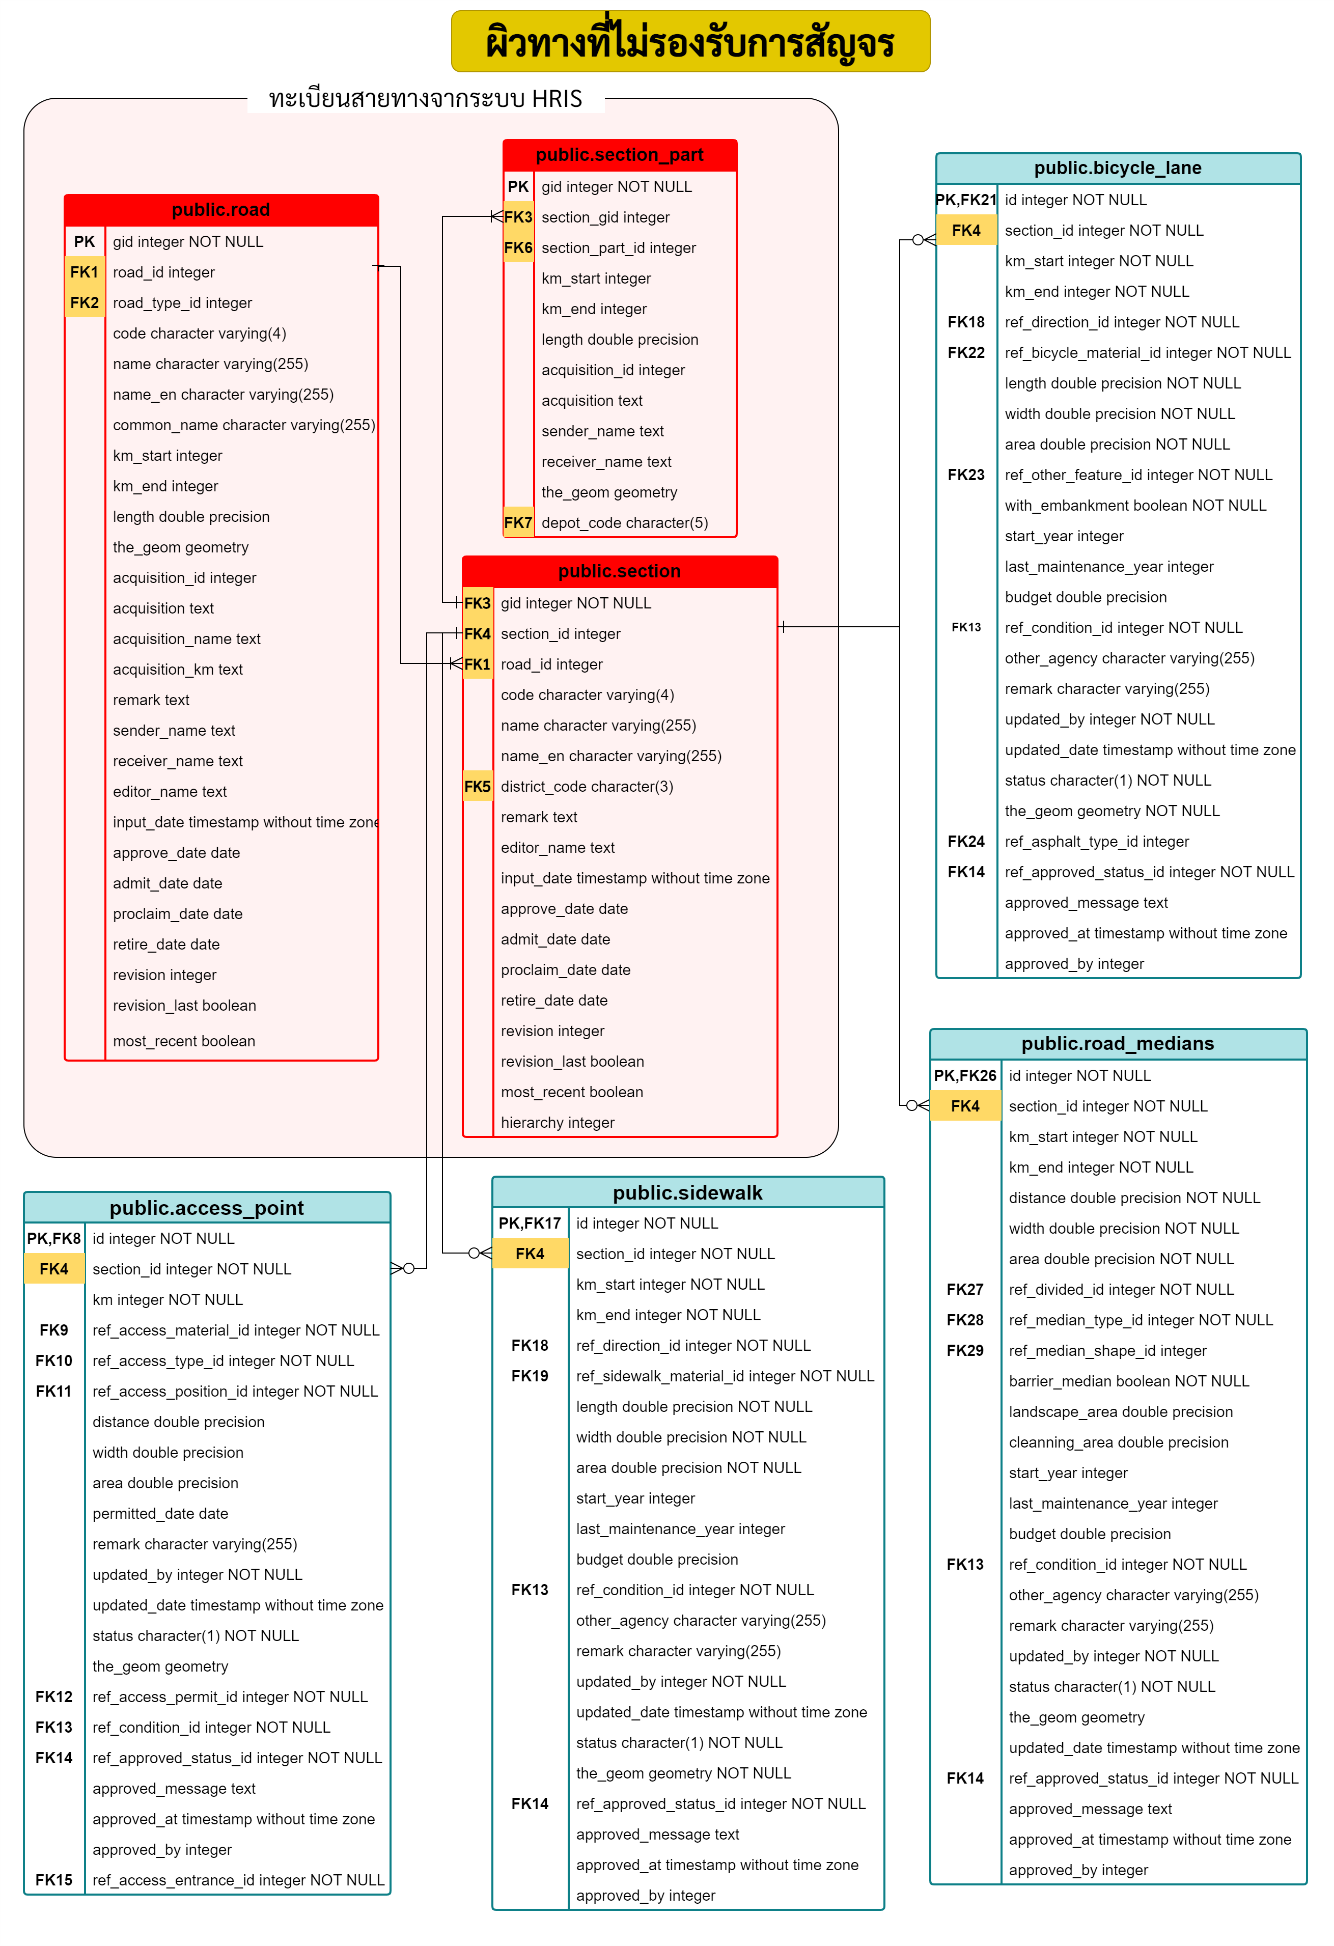 ผิวทางที่ไม่รองรับการสัญจร
ทะเบียนสายทางจากระบบ HRIS
public.road
PK gid integer NOT NULL
FK1 road_id integer
FK2 road_type_id integer
code character varying(4)
name character varying(255)
name_en character varying(255)
common_name character varying(255)
km_start integer
km_end integer
length double precision
the_geom geometry
acquisition_id integer
acquisition text
acquisition_name text
acquisition_km text
remark text
sender_name text
receiver_name text
editor_name text
input_date timestamp without time zone
approve_date date
admit_date date
proclaim_date date
retire_date date
revision integer
revision_last boolean
most_recent boolean
public.section_part
PK gid integer NOT NULL
FK3 section_gid integer
FK6 section_part_id integer
km_start integer
km_end integer
length double precision
acquisition_id integer
acquisition text
sender_name text
receiver_name text
the_geom geometry
FK7 depot_code character(5)
public.section
FK3 gid integer NOT NULL
FK4 section_id integer
FK1 road_id integer
code character varying(4)
name character varying(255)
name_en character varying(255)
FK5 district_code character(3)
remark text
editor_name text
input_date timestamp without time zone
approve_date date
admit_date date
proclaim_date date
retire_date date
revision integer
revision_last boolean
most_recent boolean
hierarchy integer
public.bicycle_lane
PK,FK21 id integer NOT NULL
FK4 section_id integer NOT NULL
km_start integer NOT NULL
km_end integer NOT NULL
FK18 ref_direction_id integer NOT NULL
FK22 ref_bicycle_material_id integer NOT NULL
length double precision NOT NULL
width double precision NOT NULL
area double precision NOT NULL
FK23 ref_other_feature_id integer NOT NULL
with_embankment boolean NOT NULL
start_year integer
last_maintenance_year integer
budget double precision
FK13 ref_condition_id integer NOT NULL
other_agency character varying(255)
remark character varying(255)
updated_by integer NOT NULL
updated_date timestamp without time zone
status character(1) NOT NULL
the_geom geometry NOT NULL
FK24 ref_asphalt_type_id integer
FK14 ref_approved_status_id integer NOT NULL
approved_message text
approved_at timestamp without time zone
approved_by integer
public.access_point
PK,FK8 id integer NOT NULL
FK4 section_id integer NOT NULL
km integer NOT NULL
FK9 ref_access_material_id integer NOT NULL
FK10 ref_access_type_id integer NOT NULL
FK11 ref_access_position_id integer NOT NULL
distance double precision
width double precision
area double precision
permitted_date date
remark character varying(255)
updated_by integer NOT NULL
updated_date timestamp without time zone
status character(1) NOT NULL
the_geom geometry
FK12 ref_access_permit_id integer NOT NULL
FK13 ref_condition_id integer NOT NULL
FK14 ref_approved_status_id integer NOT NULL
approved_message text
approved_at timestamp without time zone
approved_by integer
FK15 ref_access_entrance_id integer NOT NULL
public.sidewalk
PK,FK17 id integer NOT NULL
FK4 section_id integer NOT NULL
km_start integer NOT NULL
km_end integer NOT NULL
FK18 ref_direction_id integer NOT NULL
FK19 ref_sidewalk_material_id integer NOT NULL
length double precision NOT NULL
width double precision NOT NULL
area double precision NOT NULL
start_year integer
last_maintenance_year integer
budget double precision
FK13 ref_condition_id integer NOT NULL
other_agency character varying(255)
remark character varying(255)
updated_by integer NOT NULL
updated_date timestamp without time zone
status character(1) NOT NULL
the_geom geometry NOT NULL
FK14 ref_approved_status_id integer NOT NULL
approved_message text
approved_at timestamp without time zone
approved_by integer
public.road_medians
PK,FK26 id integer NOT NULL
FK4 section_id integer NOT NULL
km_start integer NOT NULL
km_end integer NOT NULL
distance double precision NOT NULL
width double precision NOT NULL
area double precision NOT NULL
FK27 ref_divided_id integer NOT NULL
FK28 ref_median_type_id integer NOT NULL
FK29 ref_median_shape_id integer
barrier_median boolean NOT NULL
landscape_area double precision
cleanning_area double precision
start_year integer
last_maintenance_year integer
budget double precision
FK13 ref_condition_id integer NOT NULL
other_agency character varying(255)
remark character varying(255)
updated_by integer NOT NULL
status character(1) NOT NULL
the_geom geometry
updated_date timestamp without time zone
FK14 ref_approved_status_id integer NOT NULL
approved_message text
approved_at timestamp without time zone
approved_by integer